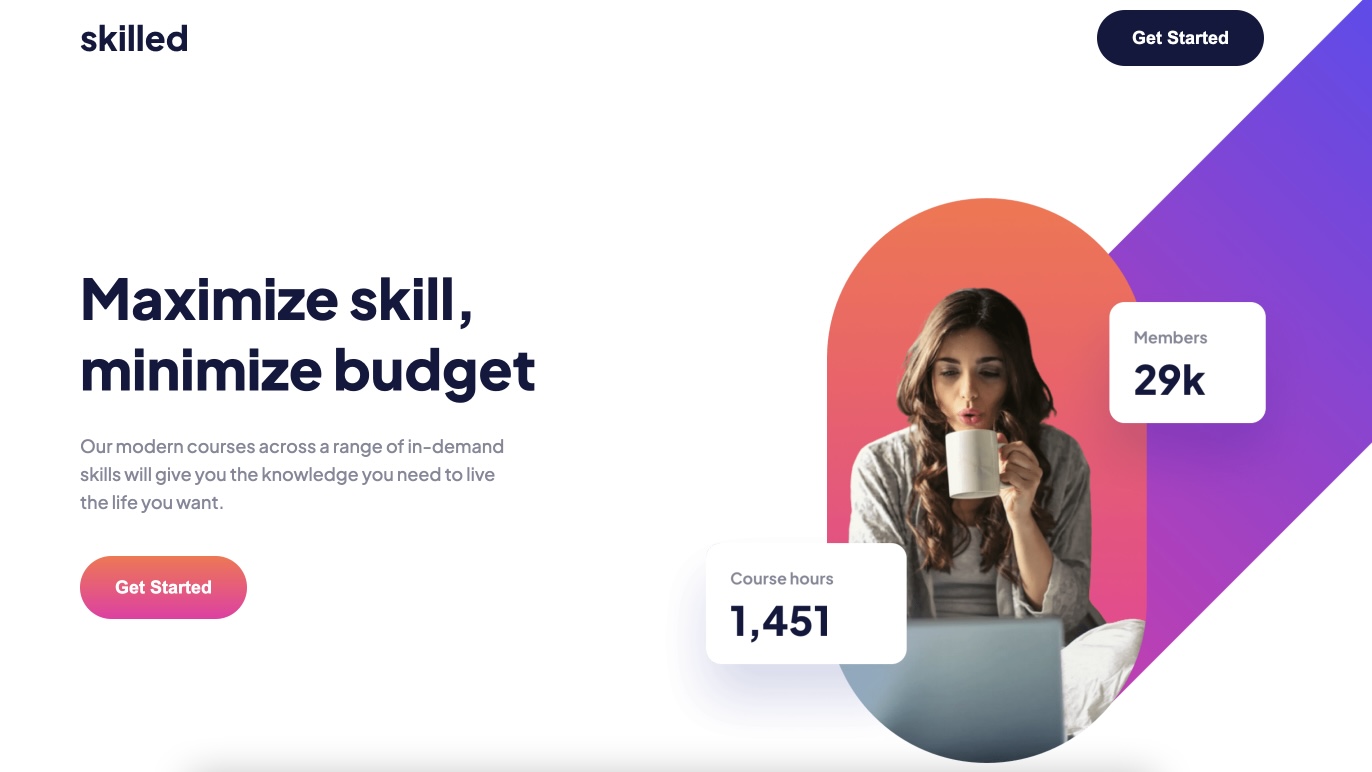 skilled
Get Started
Maximize skill,
minimize budget
Our modern courses across a range of in-demand
skills will give you the knowledge you need to live
the life you want.
Get Started
Members
29k
Course hours
1,451